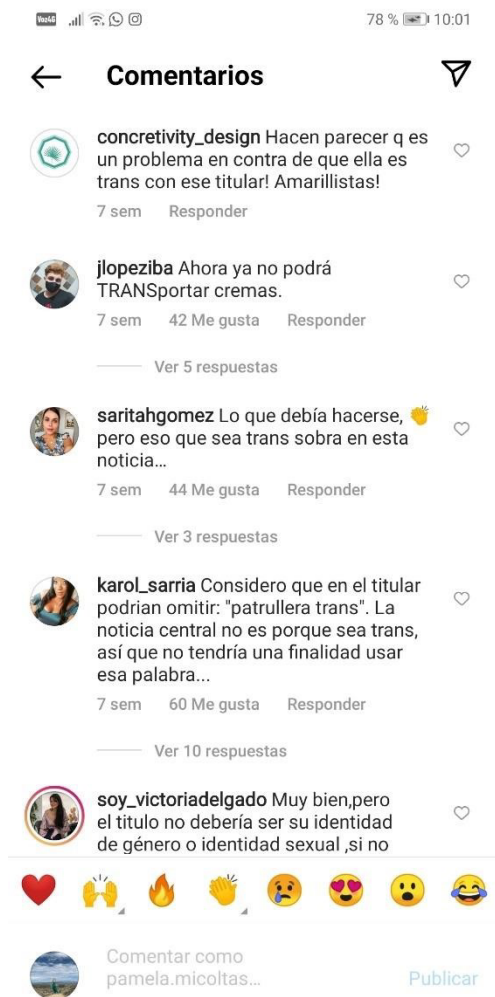 VoLTE 78 % 10:01
Comentarios
concretivity_design Hacen parecer q es
un problema en contra de que ella es
trans con ese titular! Amarillistas!
7 sem Responder
jlopeziba Ahora ya no podrá
TRANSportar cremas.
7 sem 42 Me gusta Responder
Ver 5 respuestas
saritahgomez Lo que debía hacerse, 👏
pero eso que sea trans sobra en esta
noticia...
7 sem 44 Me gusta Responder
Ver 3 respuestas
karol_sarria Considero que en el titular
podrian omitir: "patrullera trans". La
noticia central no es porque sea trans,
así que no tendría una finalidad usar
esa palabra...
7 sem 60 Me gusta Responder
Ver 10 respuestas
soy_victoriadelgado Muy bien,pero
el titulo no debería ser su identidad
de género o identidad sexual ,si no
Comentar como
pamela.micoltas...
Publicar